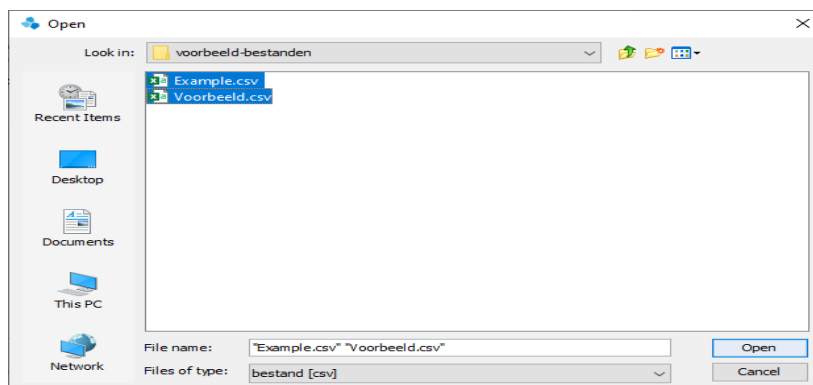 Open
Look in: voorbeeld-bestanden
Example.csv
Voorbeeld.csv
Recent Items
Desktop
Documents
This PC
Network
File name: "Example.csv" "Voorbeeld.csv"
Open
Files of type: bestand [csv]
Cancel